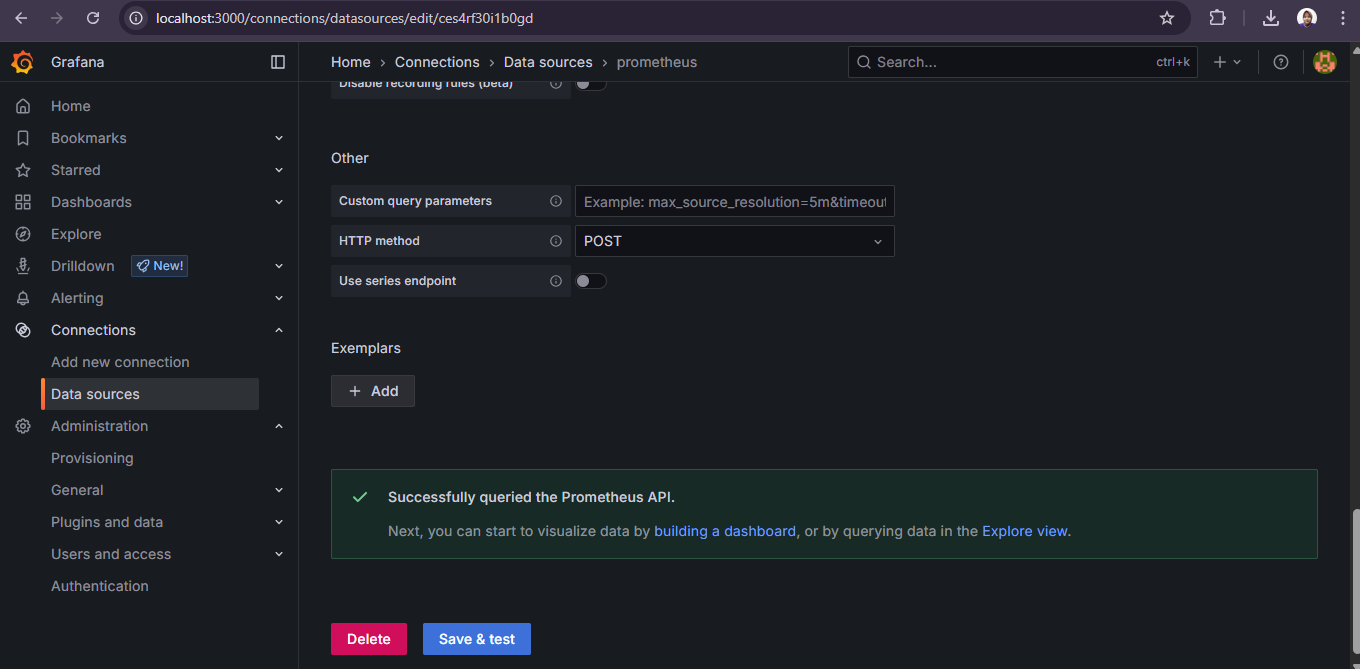 localhost:3000/connections/datasources/edit/ces4rf30i1b0gd
Grafana
Home › Connections › Data sources › prometheus
Search... ctrl+k
Home
Bookmarks
Starred
Dashboards
Explore
Drilldown New!
Alerting
Connections
Add new connection
Data sources
Administration
Provisioning
General
Plugins and data
Users and access
Authentication
Disable recording rules (beta)
Other
Custom query parameters Example: max_source_resolution=5m&timeout
HTTP method POST
Use series endpoint
Exemplars
+ Add
Successfully queried the Prometheus API.
Next, you can start to visualize data by building a dashboard, or by querying data in the Explore view.
Delete Save & test